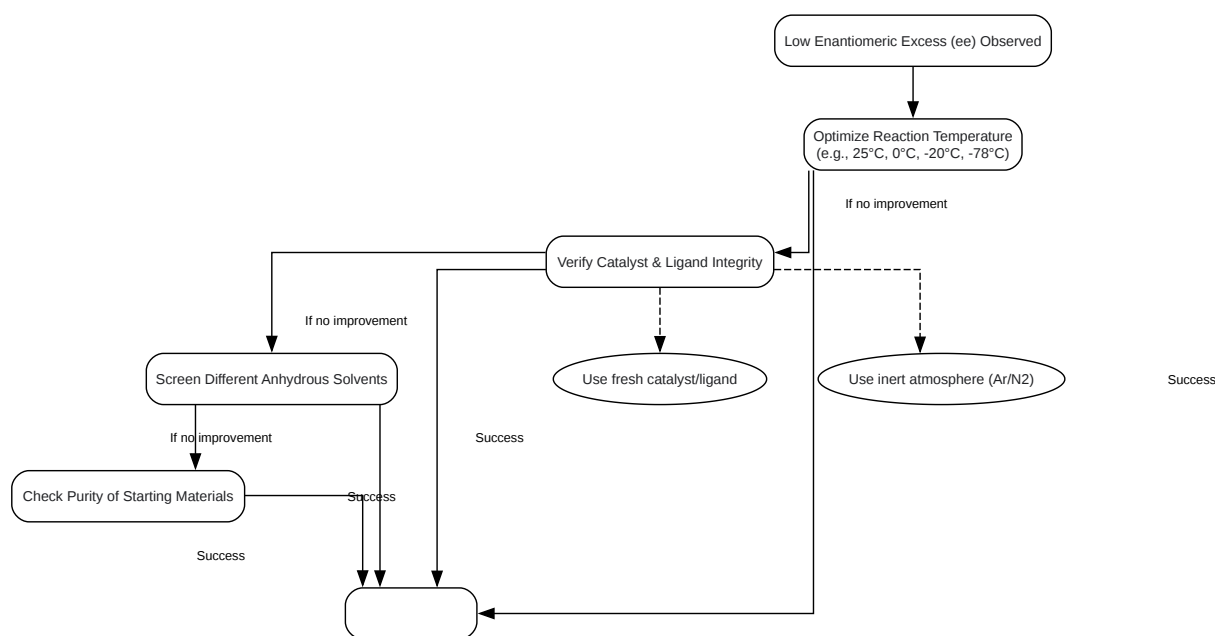 Low Enantiomeric Excess (ee) Observed
Optimize Reaction Temperature
(e.g., 25°C, 0°C, -20°C, -78°C)
If no improvement
Verify Catalyst & Ligand Integrity
If no improvement
Screen Different Anhydrous Solvents
Use fresh catalyst/ligand
Use inert atmosphere (Ar/N2)
Success
If no improvement
Success
Check Purity of Starting Materials
Success
Success